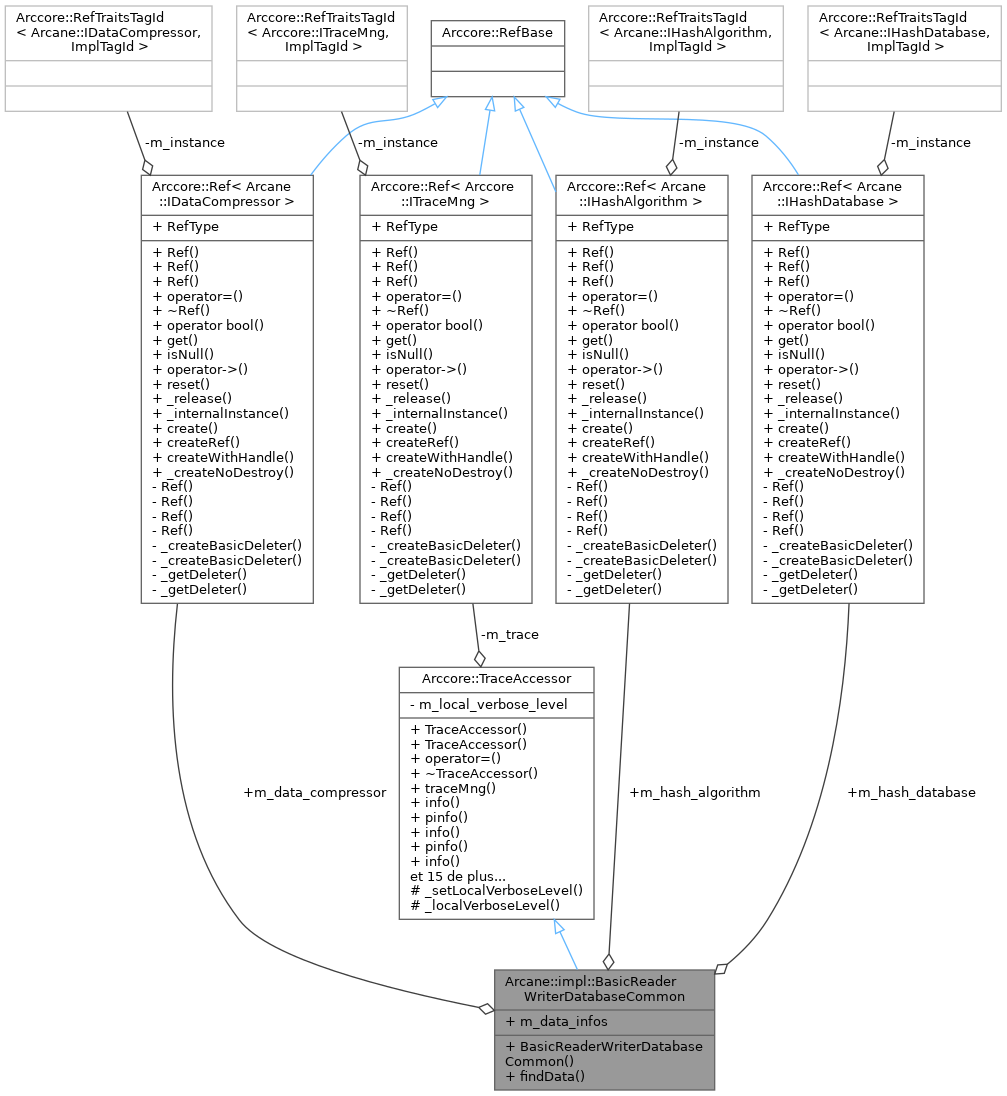 Arccore::RefTraitsTagId
< Arcane::IDataCompressor,
ImplTagId >
Arccore::RefTraitsTagId
< Arccore::ITraceMng,
ImplTagId >
Arccore::RefBase
Arccore::RefTraitsTagId
< Arcane::IHashAlgorithm,
ImplTagId >
Arccore::RefTraitsTagId
< Arcane::IHashDatabase,
ImplTagId >
-m_instance
-m_instance
-m_instance
-m_instance
Arccore::Ref< Arcane
::IDataCompressor >
+ RefType
+ Ref()
+ Ref()
+ Ref()
+ operator=()
+ ~Ref()
+ operator bool()
+ get()
+ isNull()
+ operator->()
+ reset()
+ _release()
+ _internalInstance()
+ create()
+ createRef()
+ createWithHandle()
+ _createNoDestroy()
- Ref()
- Ref()
- Ref()
- Ref()
- _createBasicDeleter()
- _createBasicDeleter()
- _getDeleter()
- _getDeleter()
Arccore::Ref< Arccore
::ITraceMng >
+ RefType
+ Ref()
+ Ref()
+ Ref()
+ operator=()
+ ~Ref()
+ operator bool()
+ get()
+ isNull()
+ operator->()
+ reset()
+ _release()
+ _internalInstance()
+ create()
+ createRef()
+ createWithHandle()
+ _createNoDestroy()
- Ref()
- Ref()
- Ref()
- Ref()
- _createBasicDeleter()
- _createBasicDeleter()
- _getDeleter()
- _getDeleter()
Arccore::Ref< Arcane
::IHashAlgorithm >
+ RefType
+ Ref()
+ Ref()
+ Ref()
+ operator=()
+ ~Ref()
+ operator bool()
+ get()
+ isNull()
+ operator->()
+ reset()
+ _release()
+ _internalInstance()
+ create()
+ createRef()
+ createWithHandle()
+ _createNoDestroy()
- Ref()
- Ref()
- Ref()
- Ref()
- _createBasicDeleter()
- _createBasicDeleter()
- _getDeleter()
- _getDeleter()
Arccore::Ref< Arcane
::IHashDatabase >
+ RefType
+ Ref()
+ Ref()
+ Ref()
+ operator=()
+ ~Ref()
+ operator bool()
+ get()
+ isNull()
+ operator->()
+ reset()
+ _release()
+ _internalInstance()
+ create()
+ createRef()
+ createWithHandle()
+ _createNoDestroy()
- Ref()
- Ref()
- Ref()
- Ref()
- _createBasicDeleter()
- _createBasicDeleter()
- _getDeleter()
- _getDeleter()
-m_trace
Arccore::TraceAccessor
- m_local_verbose_level
+ TraceAccessor()
+ TraceAccessor()
+ operator=()
+ ~TraceAccessor()
+ traceMng()
+ info()
+ pinfo()
+ info()
+ pinfo()
+ info()
et 15 de plus...
# _setLocalVerboseLevel()
# _localVerboseLevel()
+m_data_compressor
+m_hash_algorithm
+m_hash_database
Arcane::impl::BasicReader
WriterDatabaseCommon
+ m_data_infos
+ BasicReaderWriterDatabase
Common()
+ findData()